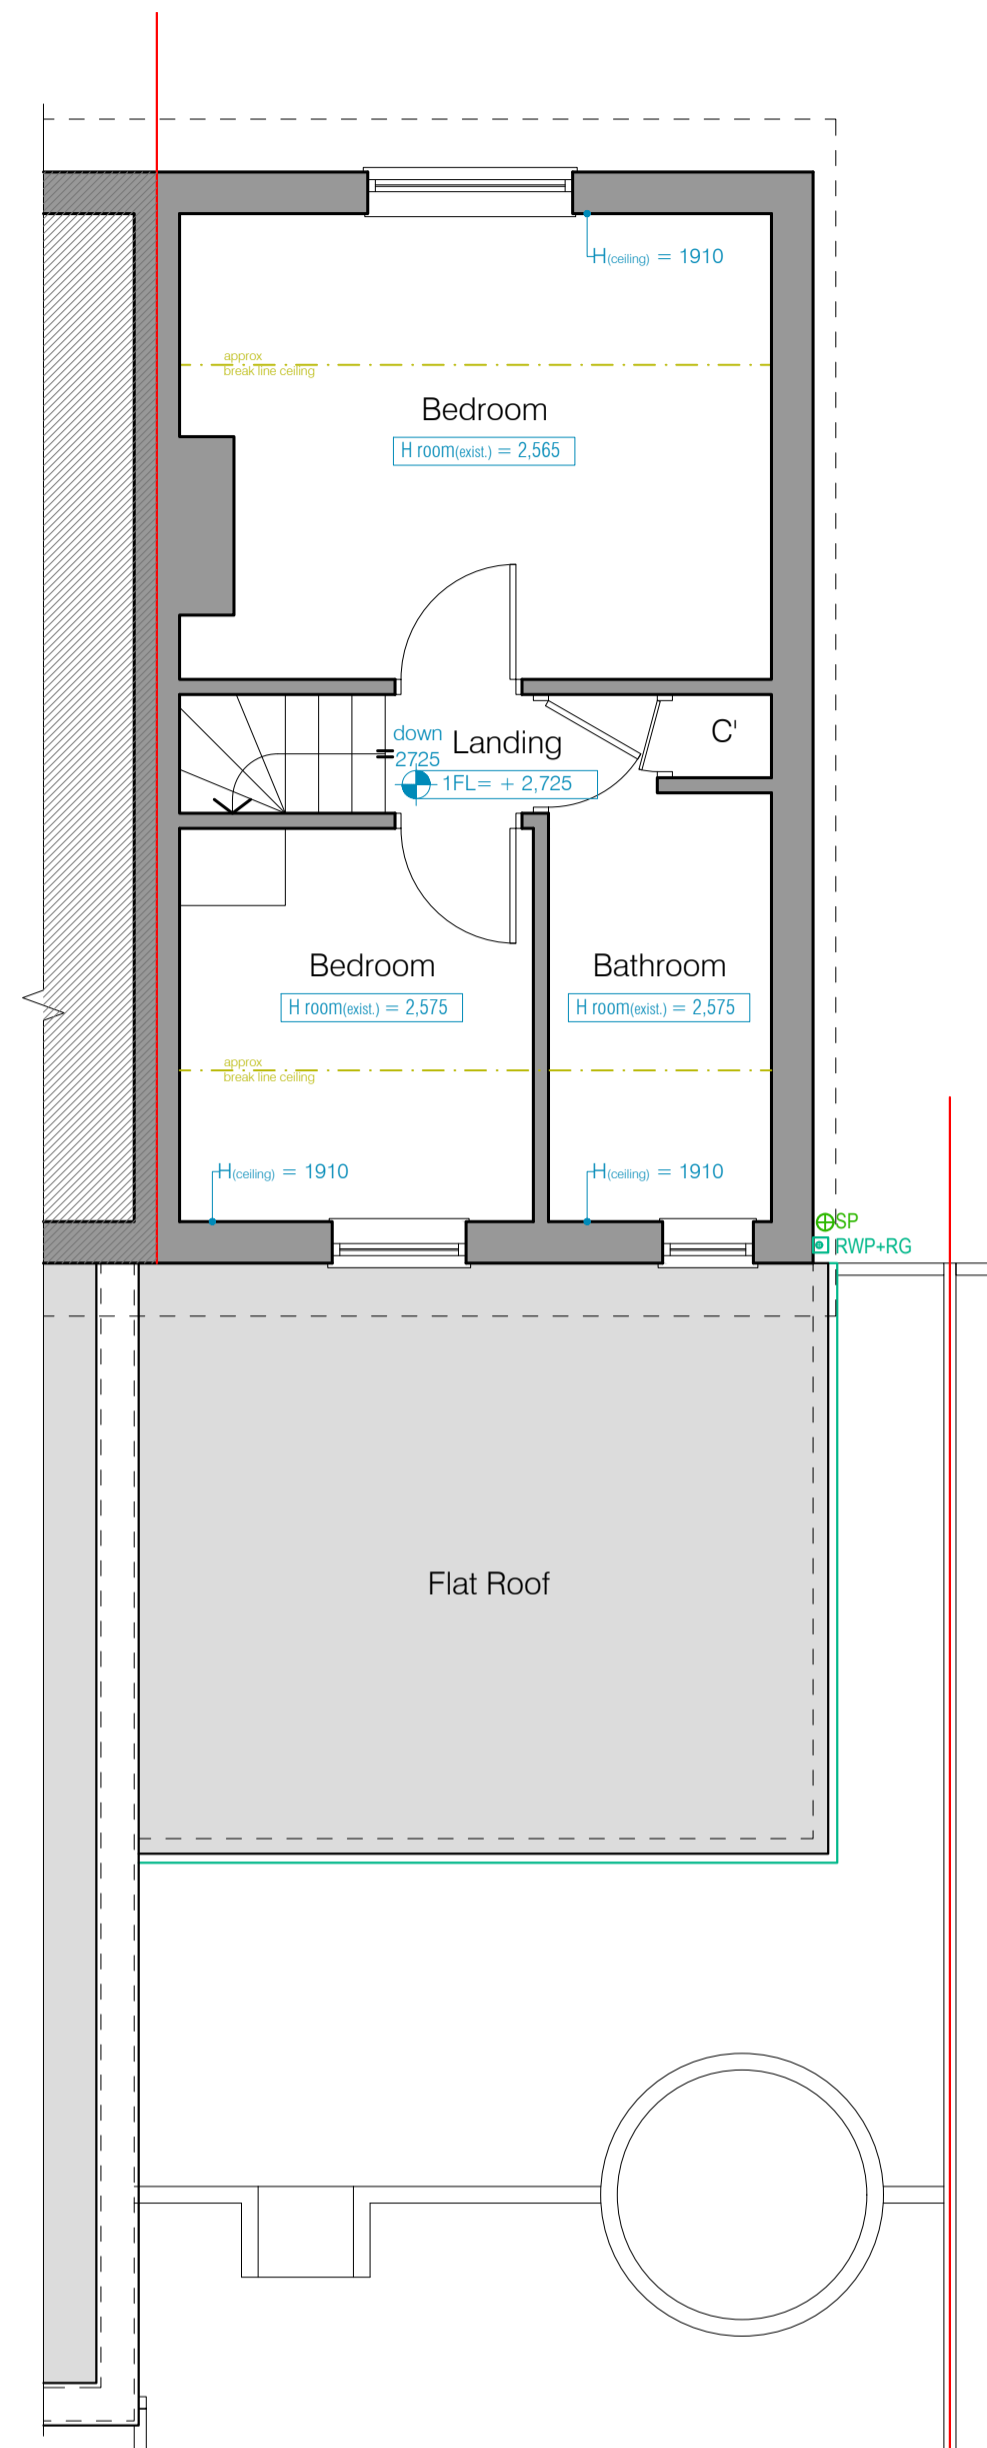 H(ceiling) = 1910
approx
break line ceiling
Bedroom
H room(exist.) = 2,565
down
2725
Landing
C'
1FL= + 2,725
Bedroom
H room(exist.) = 2,575
Bathroom
H room(exist.) = 2,575
approx
break line ceiling
H(ceiling) = 1910
H(ceiling) = 1910
SP
RWP+RG
Flat Roof